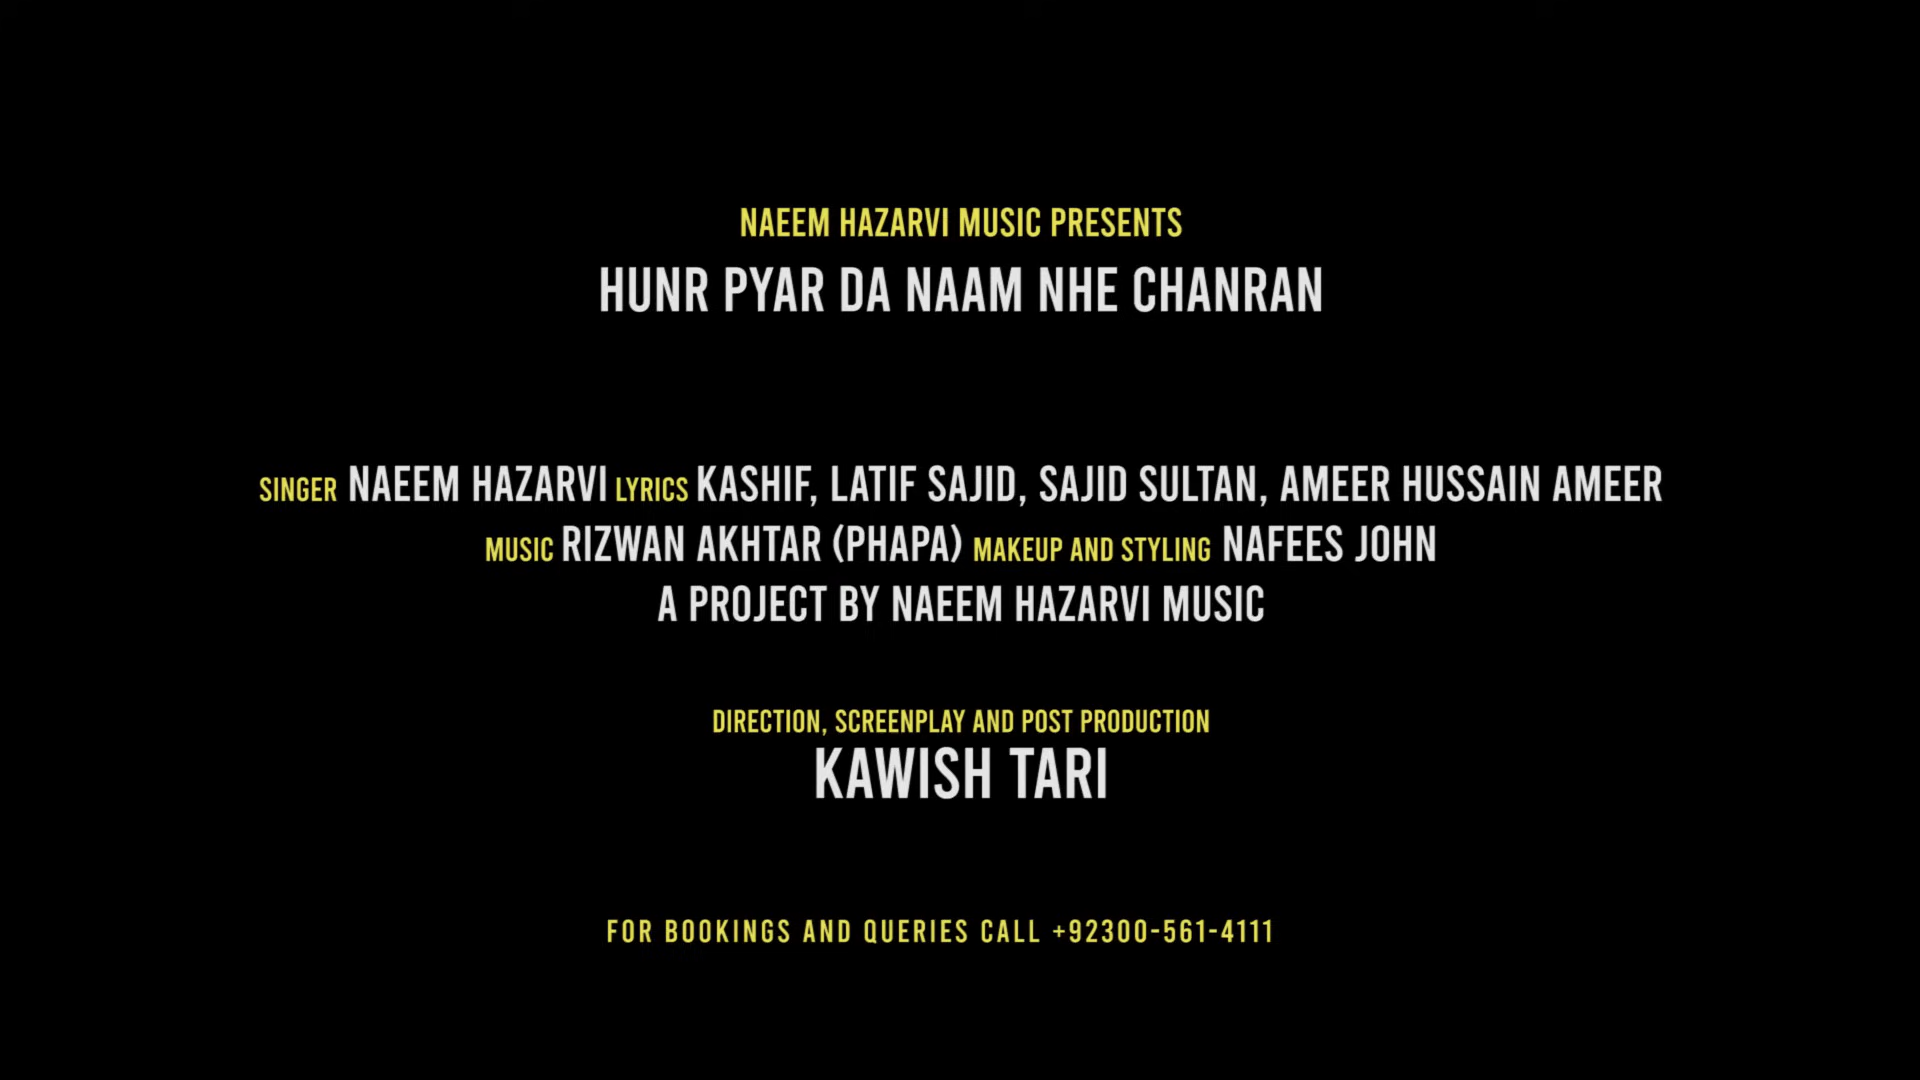 NAEEM HAZARVI MUSIC PRESENTS
HUNR PYAR DA NAAM NHE CHANRAN
SINGER NAEEM HAZARVI LYRICS KASHIF, LATIF SAJID, SAJID SULTAN, AMEER HUSSAIN AMEER
MUSIC RIZWAN AKHTAR (PHAPA) MAKEUP AND STYLING NAFEES JOHN
A PROJECT BY NAEEM HAZARVI MUSIC
DIRECTION, SCREENPLAY AND POST PRODUCTION
KAWISH TARI
FOR BOOKINGS AND QUERIES CALL +92300-561-4111